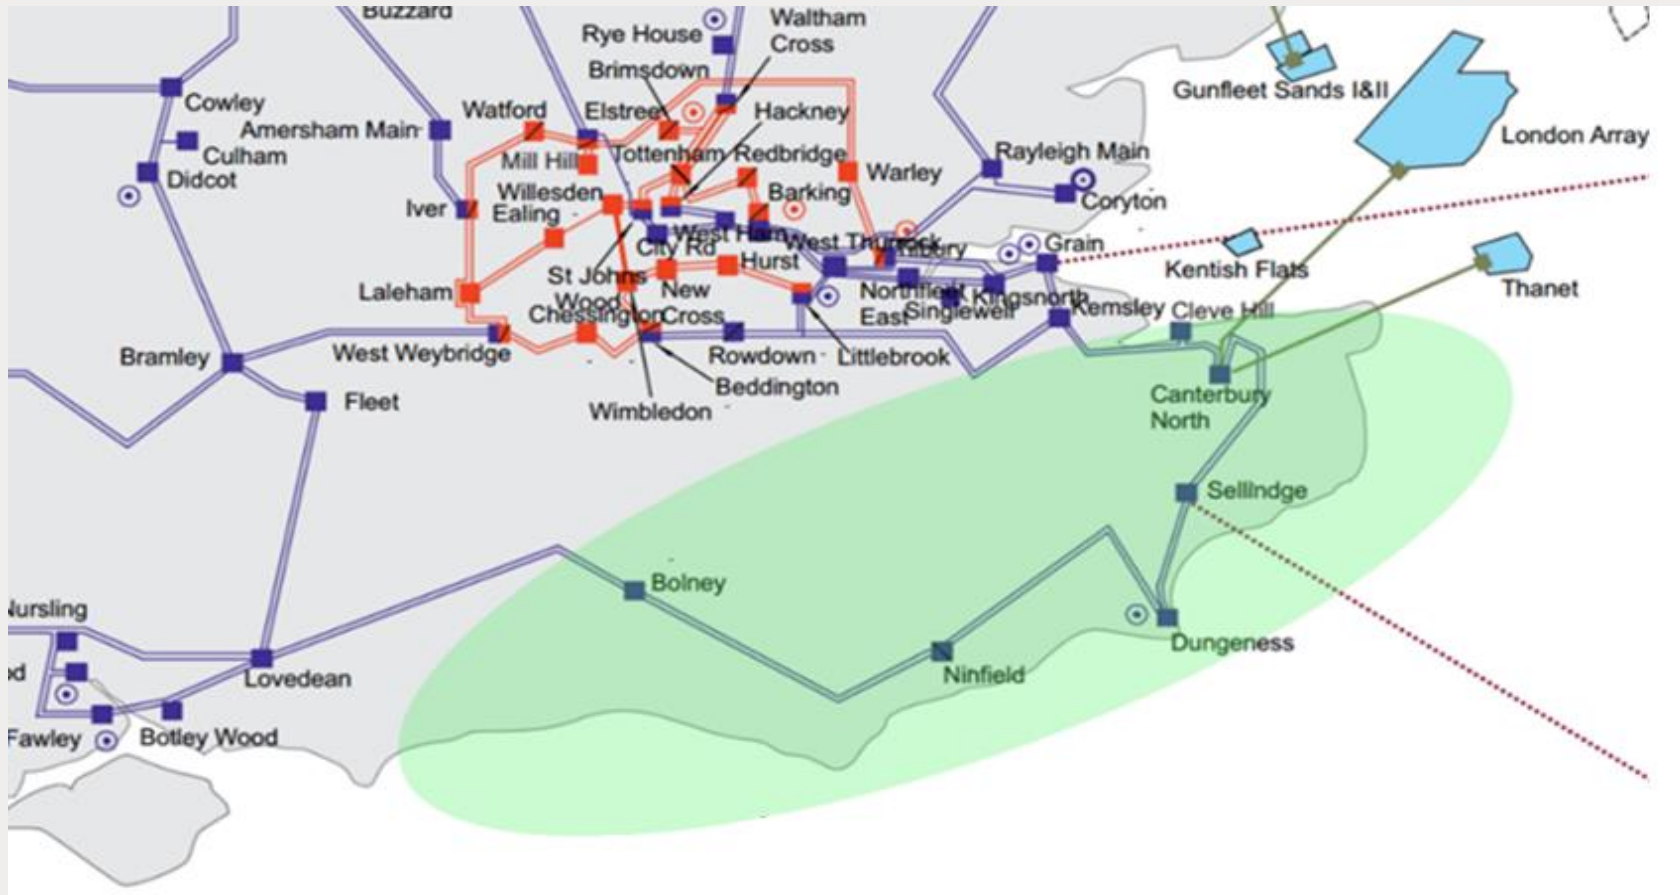 Buzzard
Rye House
Waltham
Cross
Brimsdown
Gunfleet Sands I&II
Cowley
Watford
Elstree
Hackney
London Array
Amersham Main
Culham
Mill Hill
Tottenham
Redbridge
Rayleigh Main
Didcot
Willesden
Barking
Warley
Coryton
Iver
Ealing
West Ham
City Rd
West Thurrock
Tilbury
Grain
Kentish Flats
Hurst
St Johns
Wood
Laleham
New
Cross
Northfleet
East
Singlewell
Kingsnorth
Kemsley
Cleve Hill
Thanet
Chessington
Bramley
West Weybridge
Rowdown
Littlebrook
Beddington
Wimbledon
Fleet
Canterbury
North
Sellindge
Bolney
Nursling
Dungeness
Ninfield
Lovedean
Fawley
Botley Wood